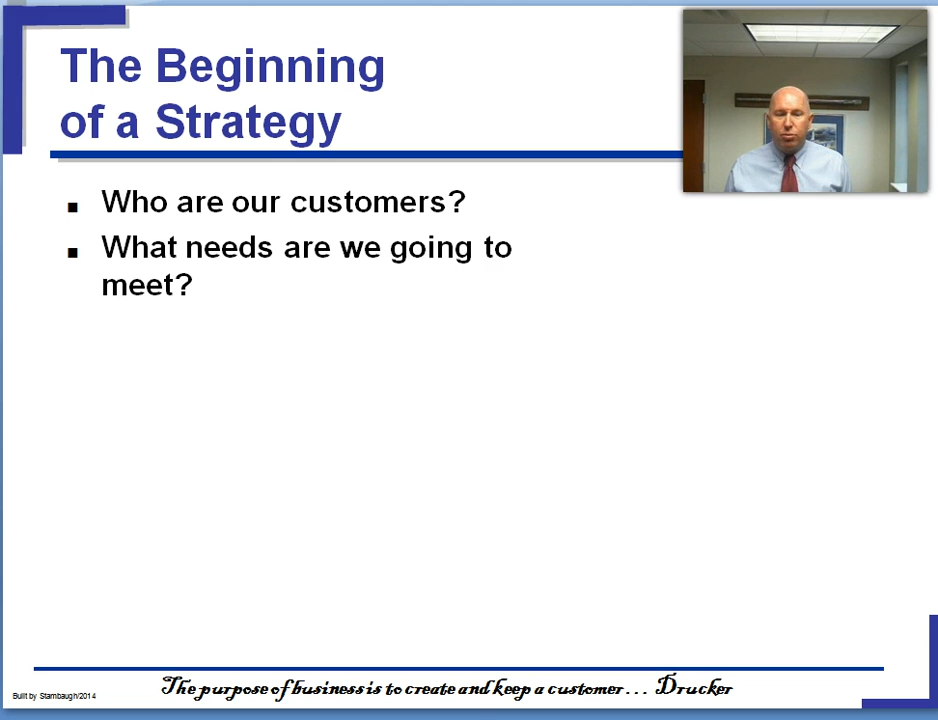 The Beginning
of a Strategy
Who are our customers?
What needs are we going to
meet?
Built by Stambaugh/2014
The purpose of business is to create and keep a customer... Drucker